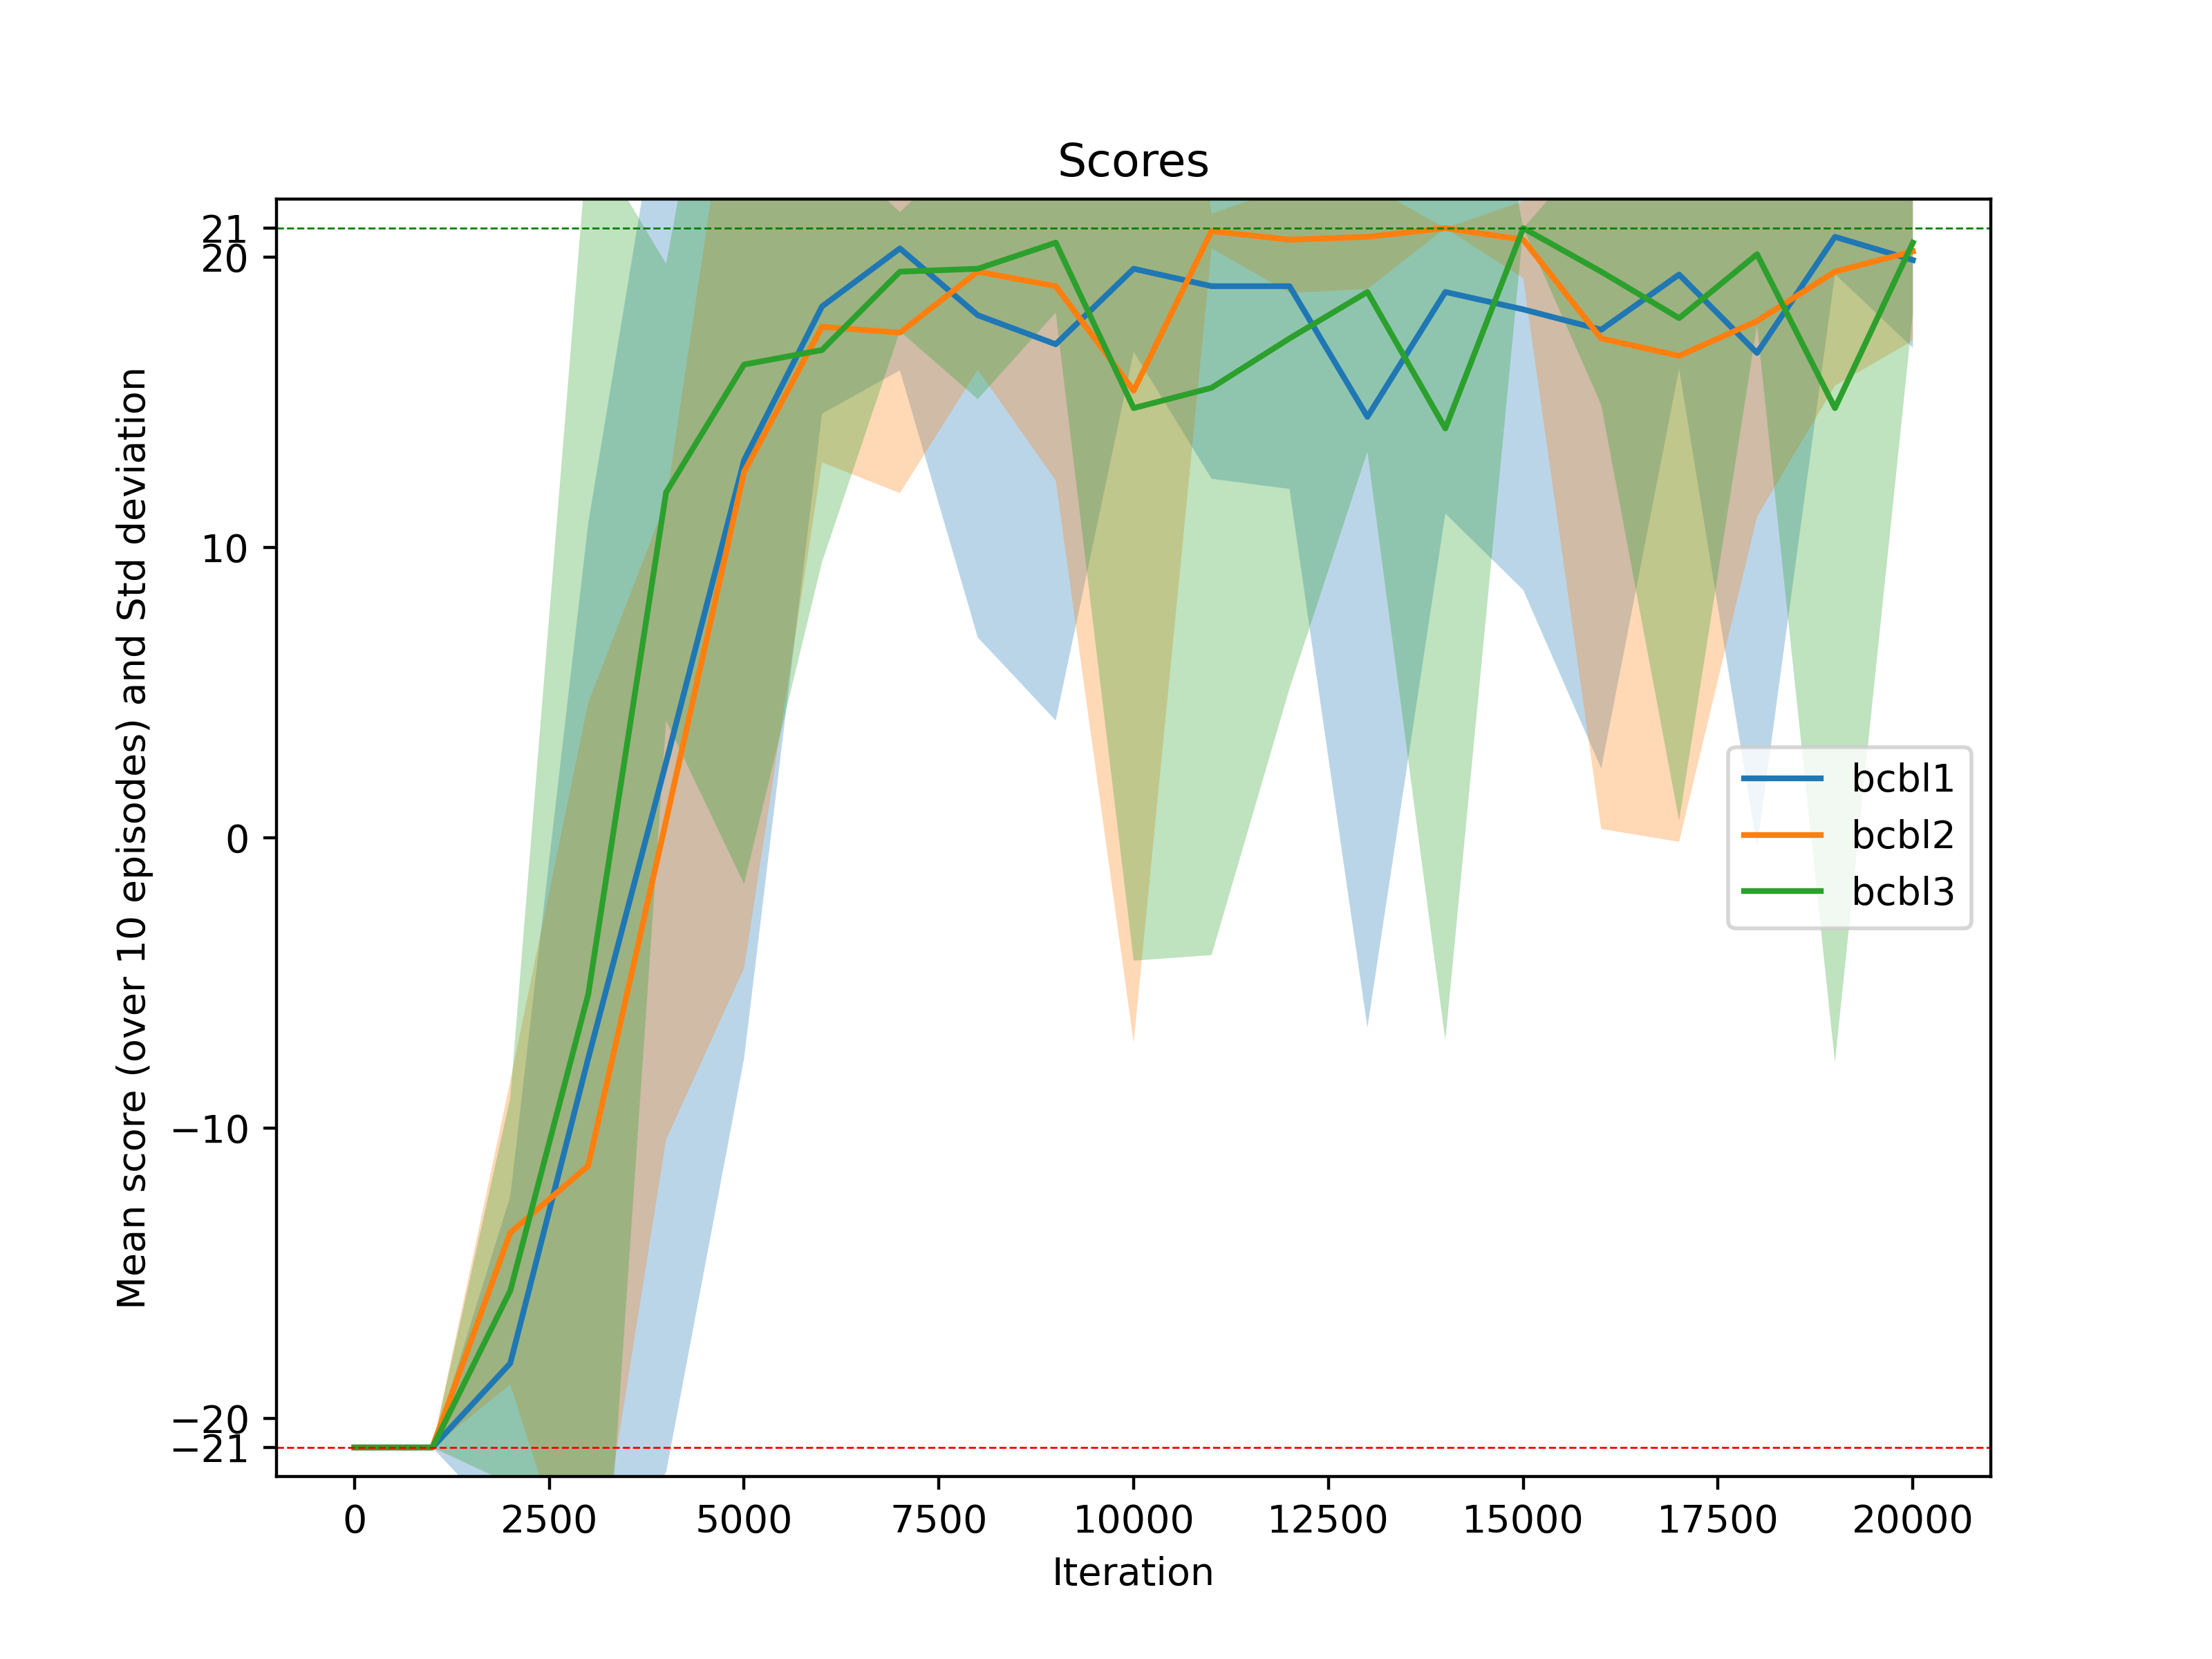 Scores
Mean score (over 10 episodes) and Std deviation
21
20
10
0
−10
−20
−21
bcbl1
bcbl2
bcbl3
0 2500 5000 7500 10000 12500 15000 17500 20000
Iteration